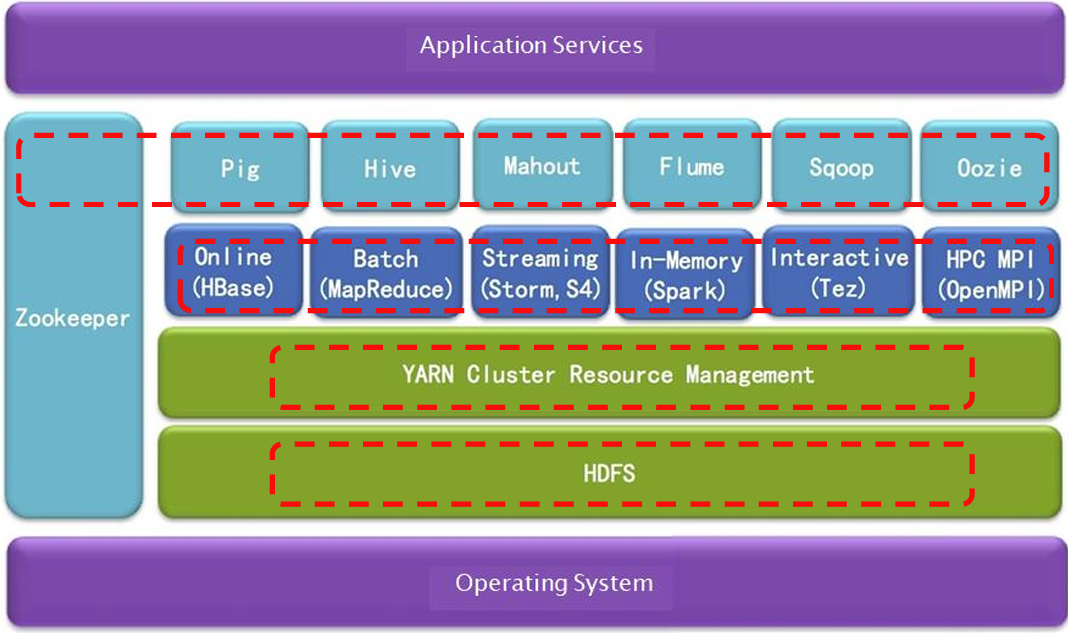 Application Services
Pig
Hive
Mahout
Flume
Sqoop
Oozie
Zookeeper
Online
(HBase)
Batch
(MapReduce)
Streaming
(Storm,S4)
In-Memory
(Spark)
Interactive
(Tez)
HPC MPI
(OpenMPI)
YARN Cluster Resource Management
HDFS
Operating System